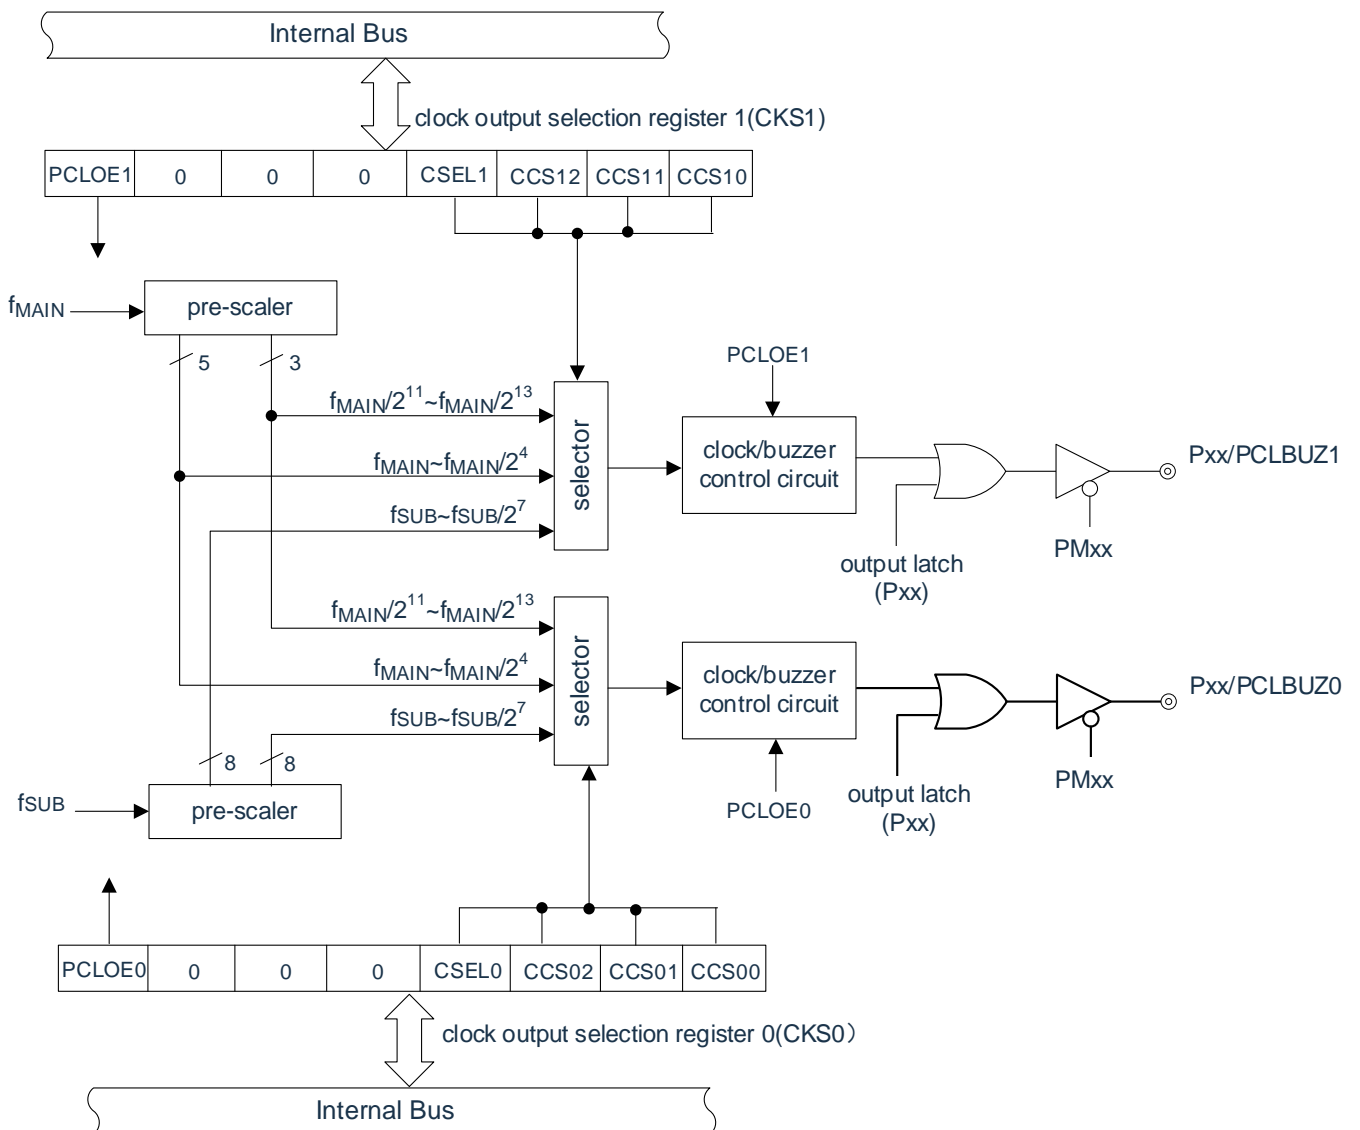 Internal Bus
clock output selection register 1(CKS1)
PCLOE1 0 0 0 CSEL1 CCS12 CCS11 CCS10
fMAIN
pre-scaler
5 3
PCLOE1
fMAIN/2^11~fMAIN/2^13
fMAIN~fMAIN/2^4
fSUB~fSUB/2^7
selector
clock/buzzer
control circuit
Pxx/PCLBUZ1
output latch
(Pxx)
PMxx
fMAIN/2^11~fMAIN/2^13
fMAIN~fMAIN/2^4
fSUB~fSUB/2^7
selector
clock/buzzer
control circuit
Pxx/PCLBUZ0
8 8
fSUB
pre-scaler
PCLOE0
output latch
(Pxx)
PMxx
PCLOE0 0 0 0 CSEL0 CCS02 CCS01 CCS00
clock output selection register 0(CKS0）
Internal Bus